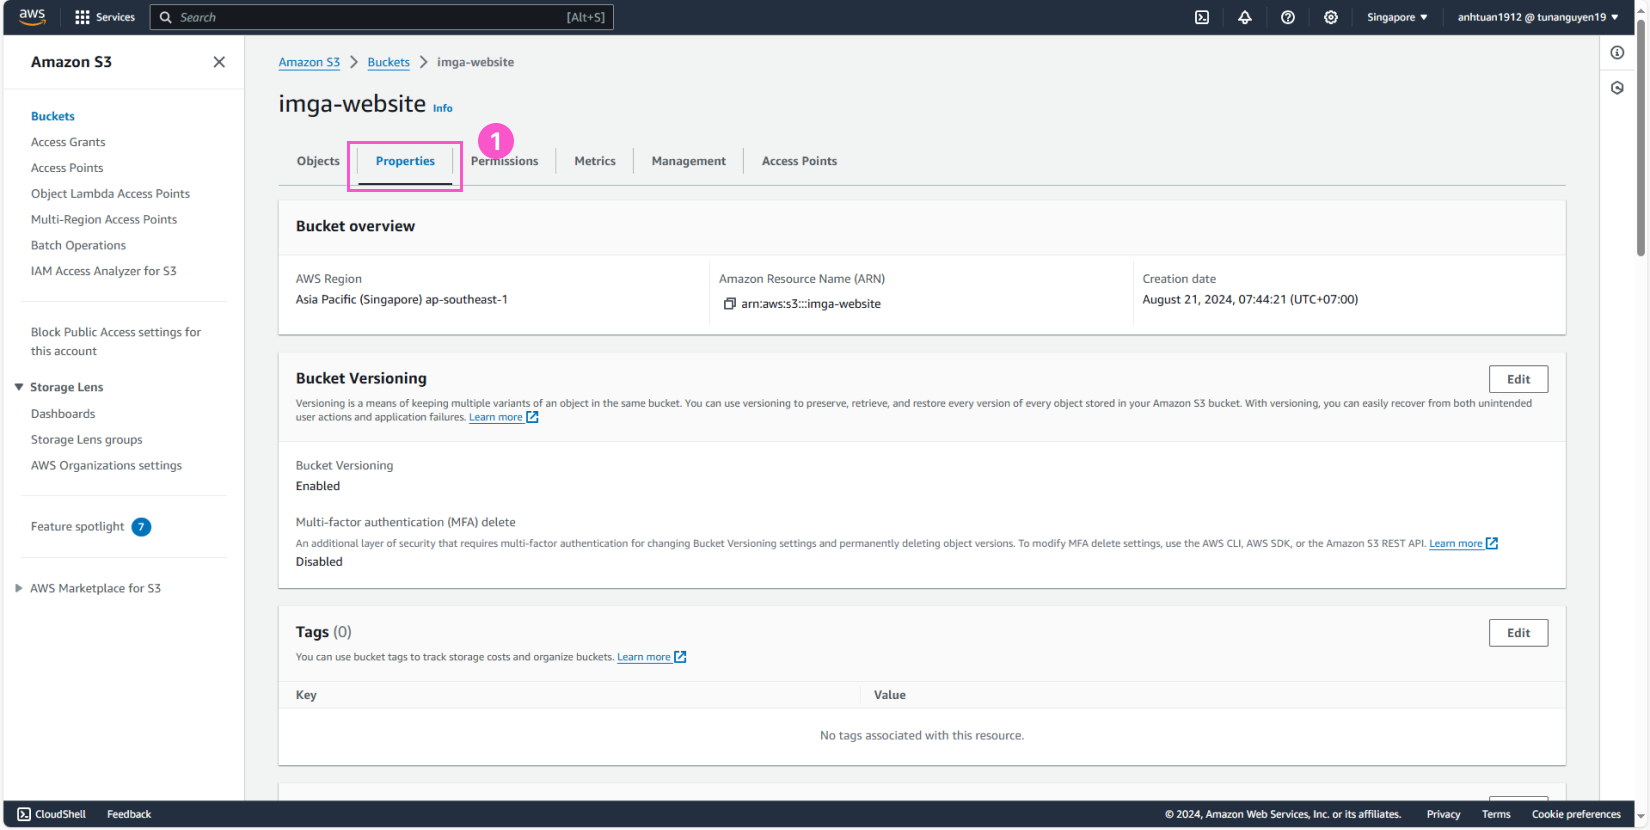 aws
Services
Search
[Alt+S]
Singapore
anhtuan1912 @ tunanguyen19
Amazon S3
Buckets
Access Grants
Access Points
Object Lambda Access Points
Multi-Region Access Points
Batch Operations
IAM Access Analyzer for S3
Block Public Access settings for
this account
Storage Lens
Dashboards
Storage Lens groups
AWS Organizations settings
Feature spotlight 7
AWS Marketplace for S3
Amazon S3 > Buckets > imga-website
imga-website Info
1
Objects
Properties
Permissions
Metrics
Management
Access Points
Bucket overview
AWS Region
Asia Pacific (Singapore) ap-southeast-1
Amazon Resource Name (ARN)
arn:aws:s3:::imga-website
Creation date
August 21, 2024, 07:44:21 (UTC+07:00)
Bucket Versioning
Edit
Versioning is a means of keeping multiple variants of an object in the same bucket. You can use versioning to preserve, retrieve, and restore every version of every object stored in your Amazon S3 bucket. With versioning, you can easily recover from both unintended
user actions and application failures. Learn more
Bucket Versioning
Enabled
Multi-factor authentication (MFA) delete
An additional layer of security that requires multi-factor authentication for changing Bucket Versioning settings and permanently deleting object versions. To modify MFA delete settings, use the AWS CLI, AWS SDK, or the Amazon S3 REST API. Learn more
Disabled
Tags (0)
Edit
You can use bucket tags to track storage costs and organize buckets. Learn more
Key
Value
No tags associated with this resource.
CloudShell
Feedback
© 2024, Amazon Web Services, Inc. or its affiliates.
Privacy
Terms
Cookie preferences